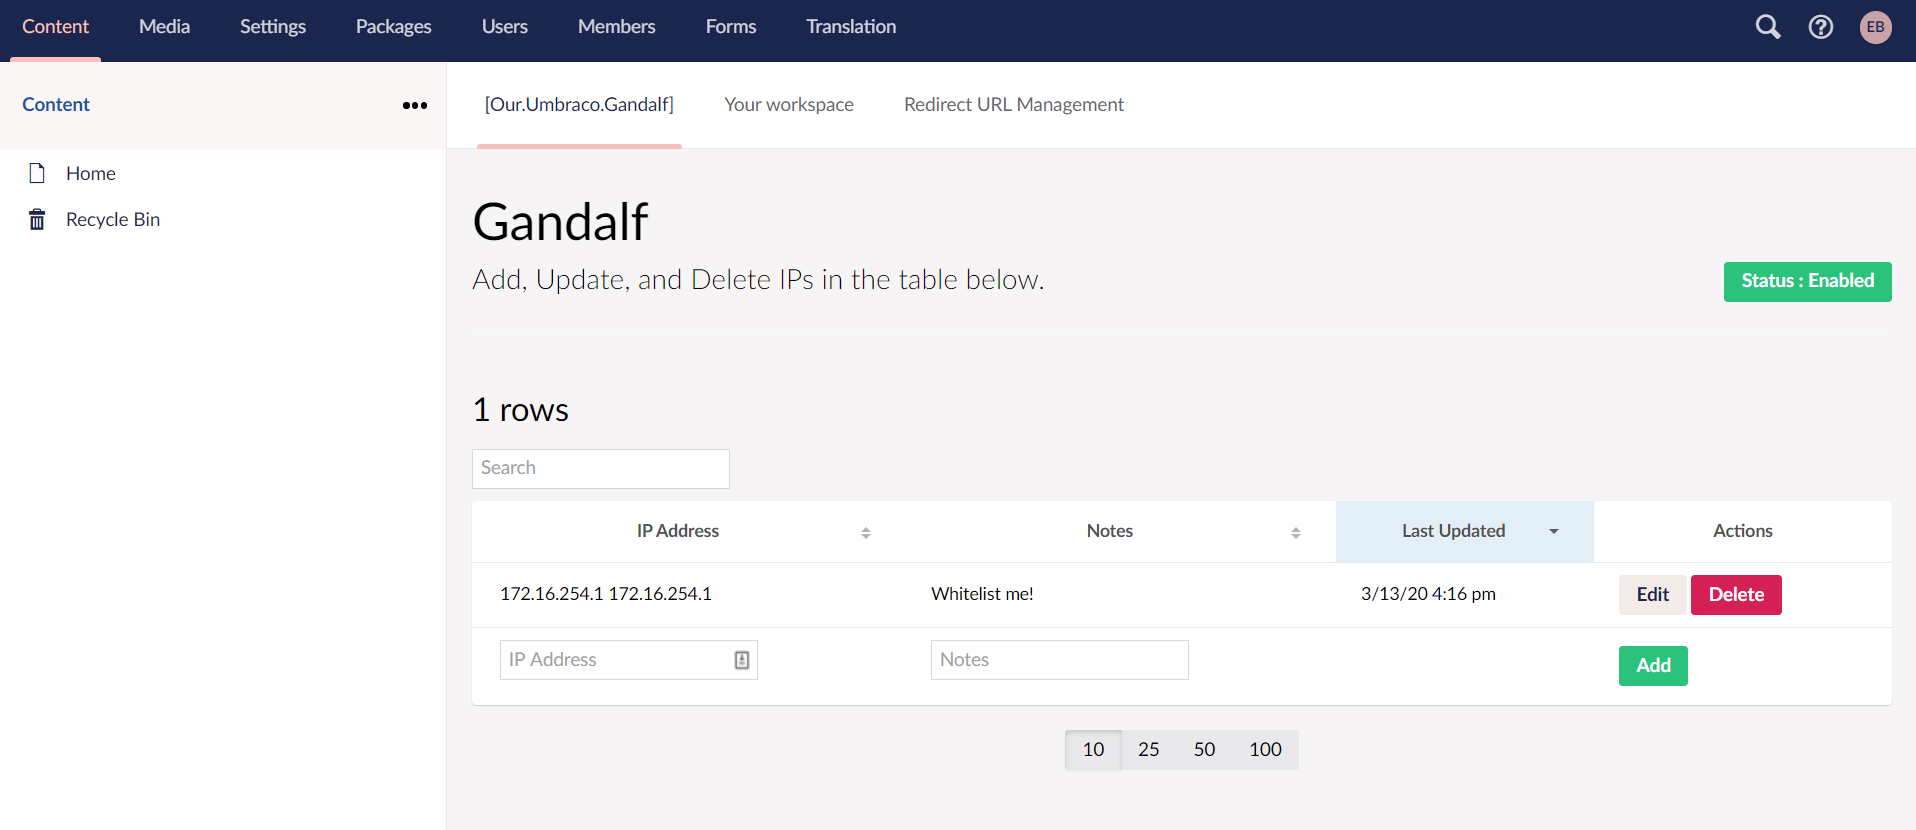 Content Media Settings Packages Users Members Forms Translation EB
Content
Home
Recycle Bin
[Our.Umbraco.Gandalf] Your workspace Redirect URL Management
Gandalf
Add, Update, and Delete IPs in the table below.
Status : Enabled
1 rows
Search
IP Address Notes Last Updated Actions
172.16.254.1 172.16.254.1 Whitelist me! 3/13/20 4:16 pm Edit Delete
IP Address Notes Add
10 25 50 100